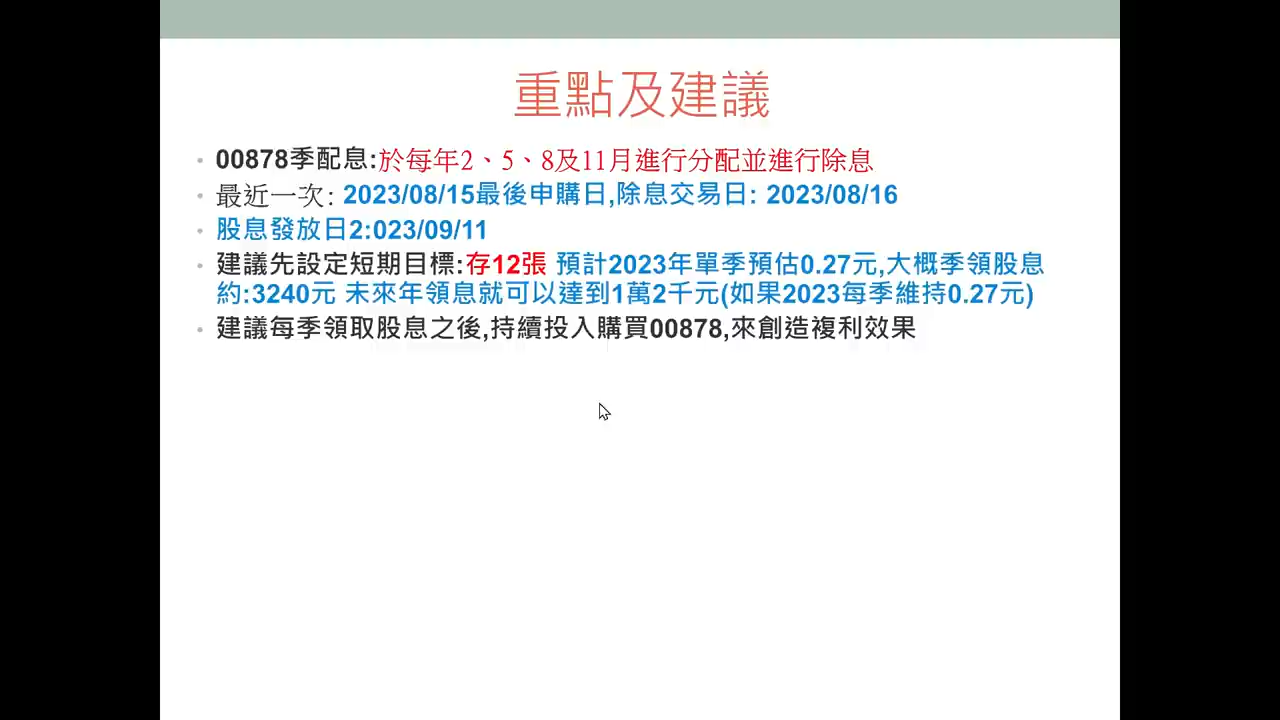 重點及建議
00878季配息:於每年2、5、8及11月進行分配並進行除息
最近一次: 2023/08/15最後申購日,除息交易日: 2023/08/16
股息發放日2:023/09/11
建議先設定短期目標:存12張 預計2023年單季預估0.27元,大概季領股息
約:3240元 未來年領息就可以達到1萬2千元(如果2023每季維持0.27元)
建議每季領取股息之後,持續投入購買00878,來創造複利效果